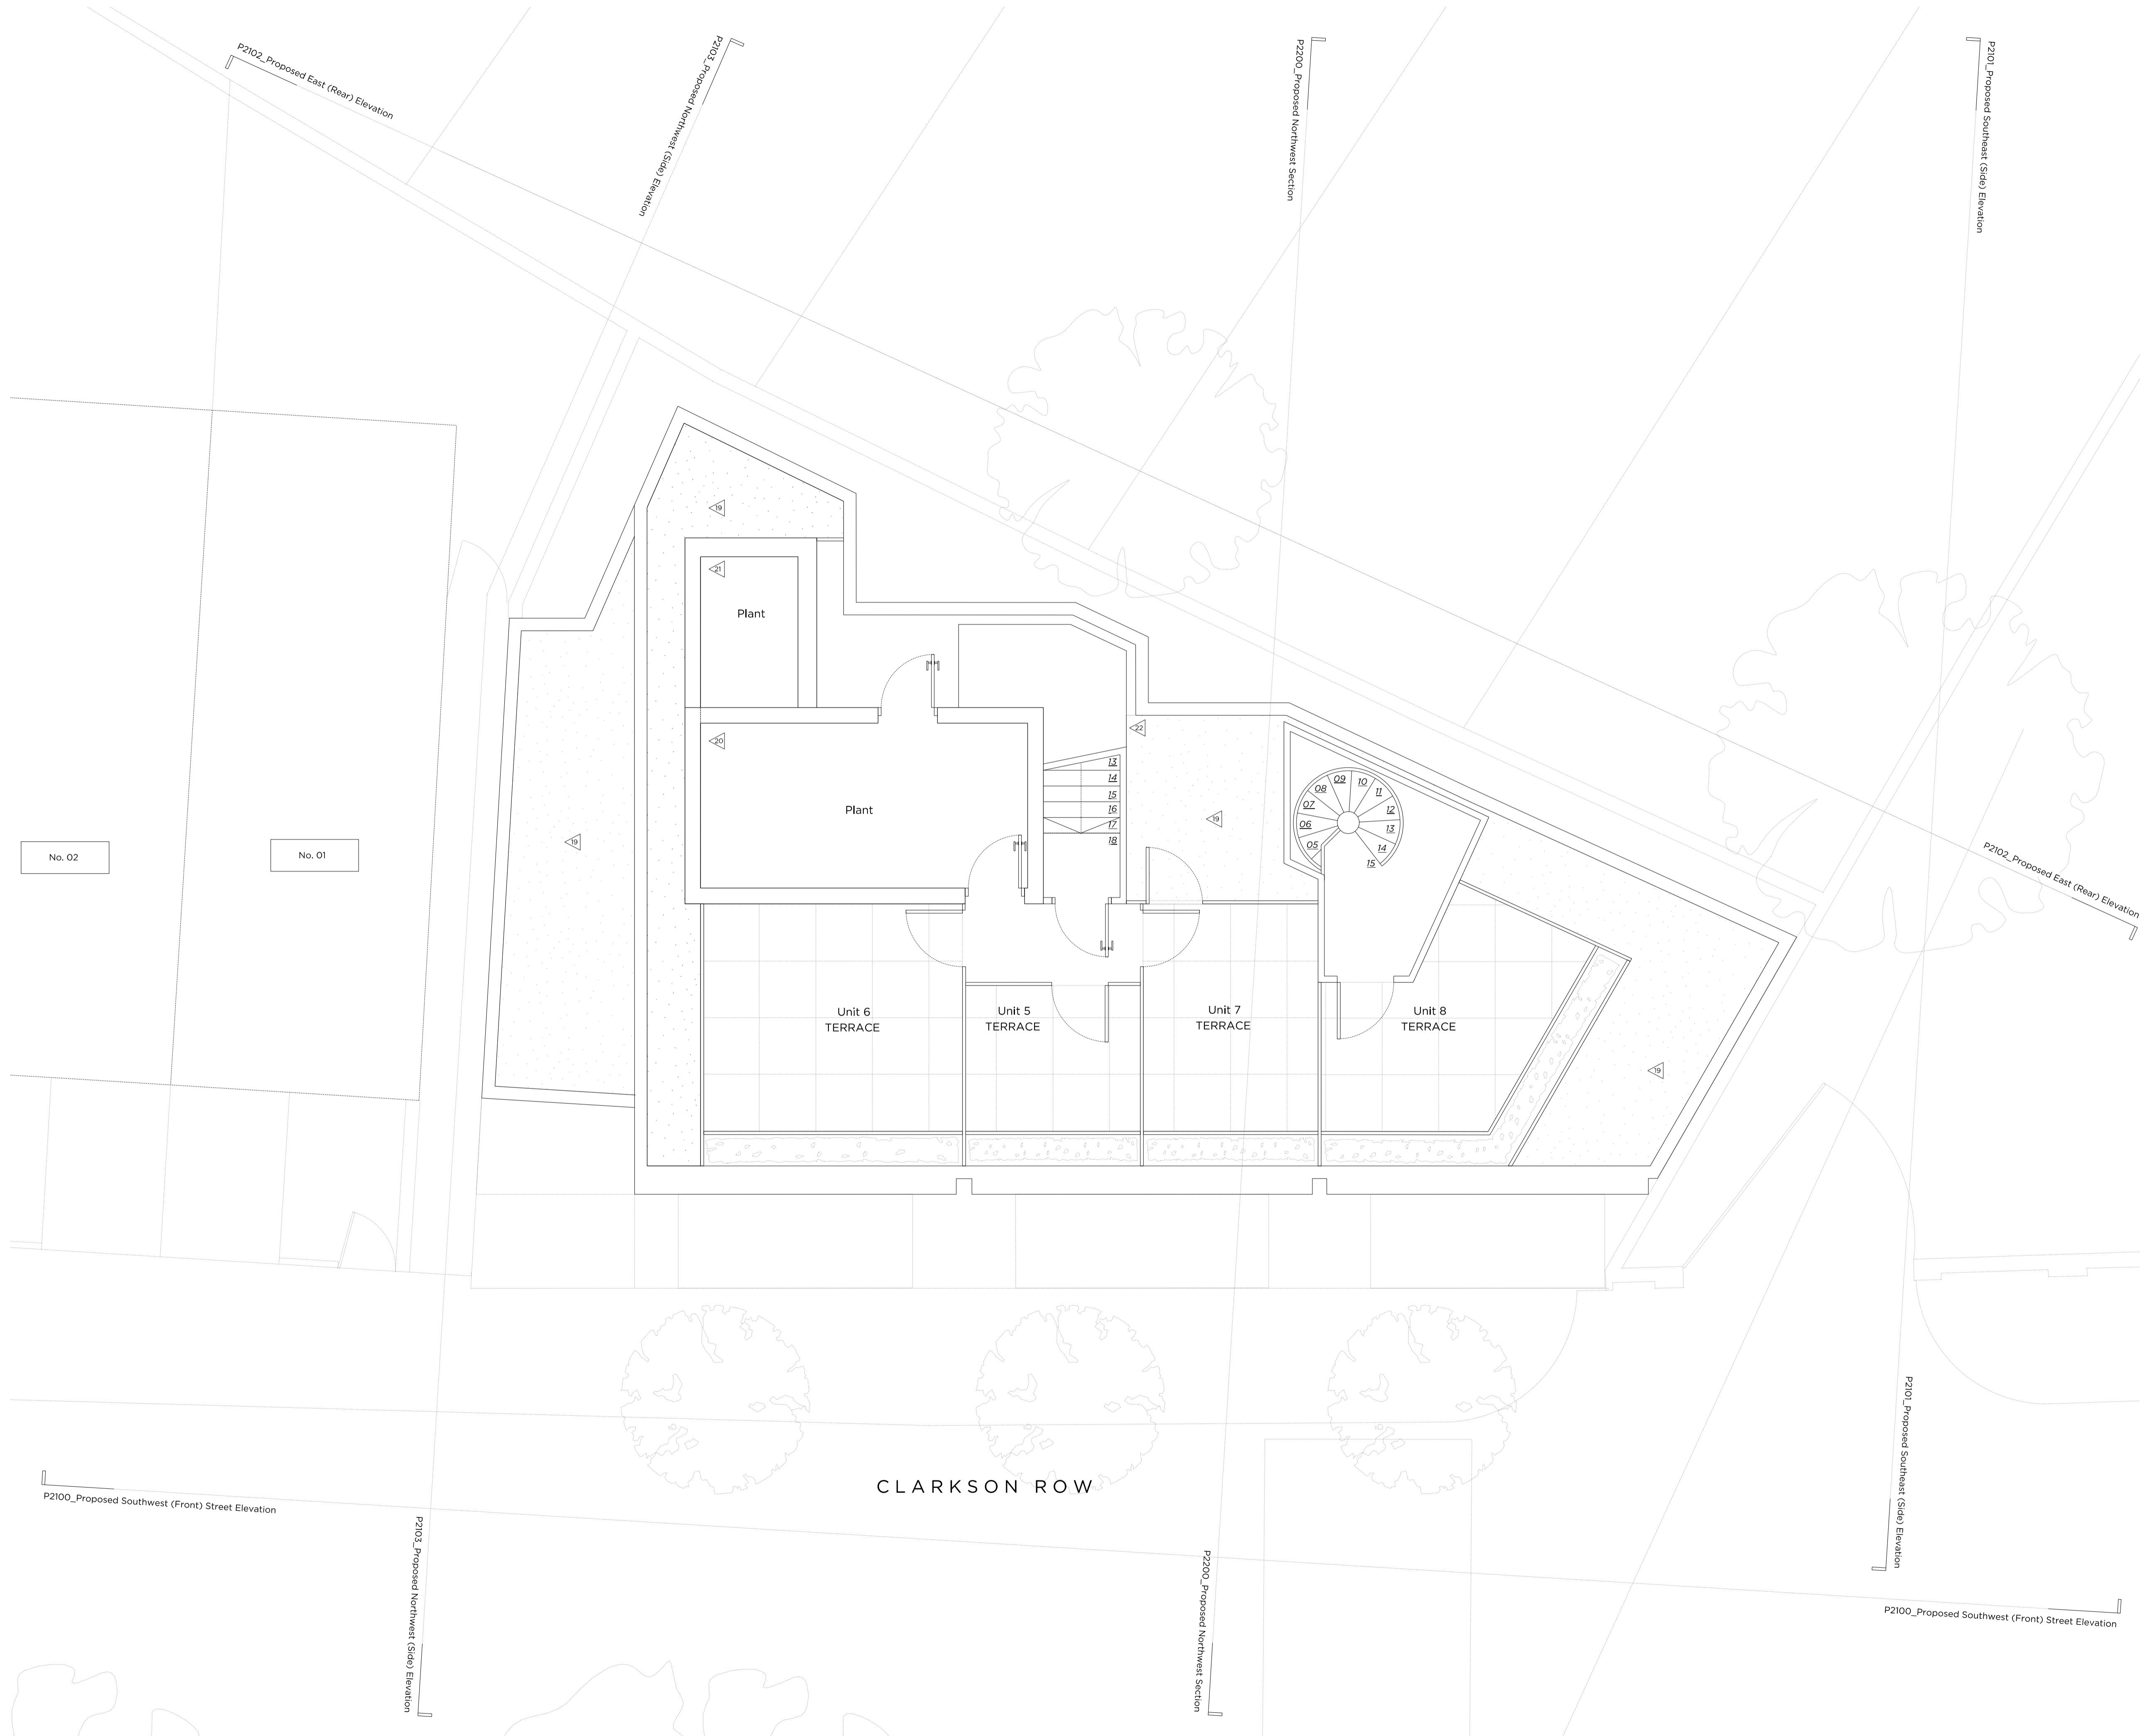 P2102_Proposed East (Rear) Elevation
P2103_Proposed Northwest (Side) Elevation
P2200_Proposed Northwest Section
P2101_Proposed Southeast (Side) Elevation
19
21
Plant
20
22
Plant
13
14
15
16
17
18
19
19
05
06
07
08
09
10
11
12
13
14
15
No. 02
No. 01
P2102_Proposed East (Rear) Elevation
Unit 6
TERRACE
Unit 5
TERRACE
Unit 7
TERRACE
Unit 8
TERRACE
19
CLARKSON ROW
P2100_Proposed Southwest (Front) Street Elevation
P2103_Proposed Northwest (Side) Elevation
P2200_Proposed Northwest Section
P2101_Proposed Southeast (Side) Elevation
P2100_Proposed Southwest (Front) Street Elevation